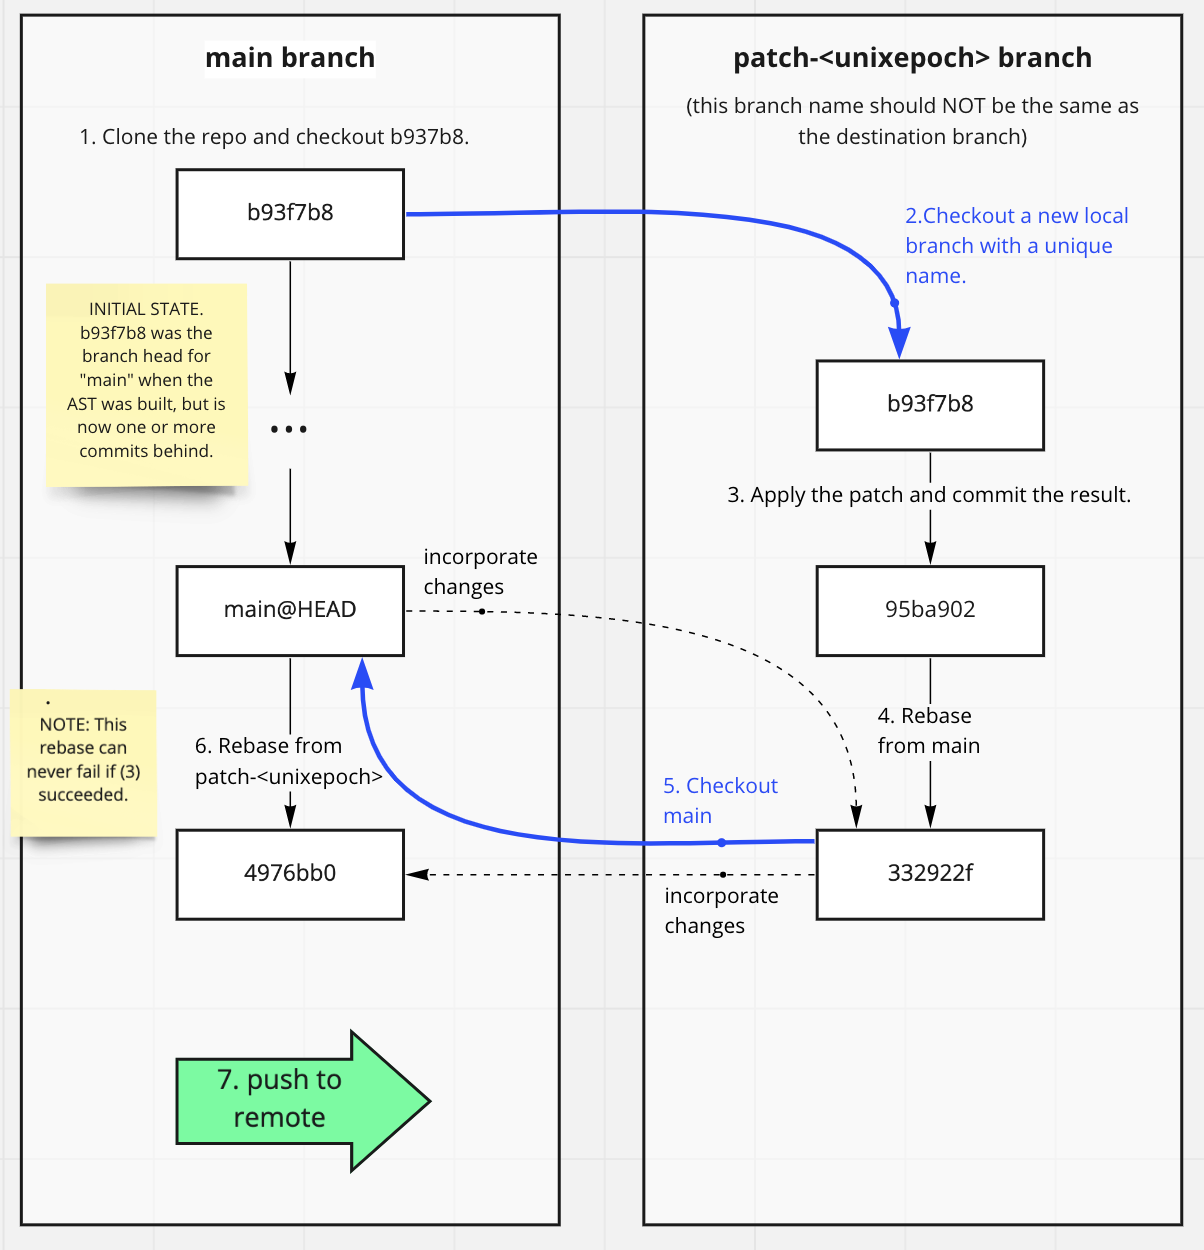 main branch
1. Clone the repo and checkout b937b8.
b93f7b8
INITIAL STATE.
b93f7b8 was the
branch head for
"main" when the
AST was built, but is
now one or more
commits behind.
...
main@HEAD
incorporate
changes
NOTE: This
rebase can
never fail if (3)
succeeded.
6. Rebase from
patch-<unixepoch>
4976bb0
7. push to
remote
patch-<unixepoch> branch
(this branch name should NOT be the same as
the destination branch)
2.Checkout a new local
branch with a unique
name.
b93f7b8
3. Apply the patch and commit the result.
95ba902
4. Rebase
from main
5. Checkout
main
332922f
incorporate
changes